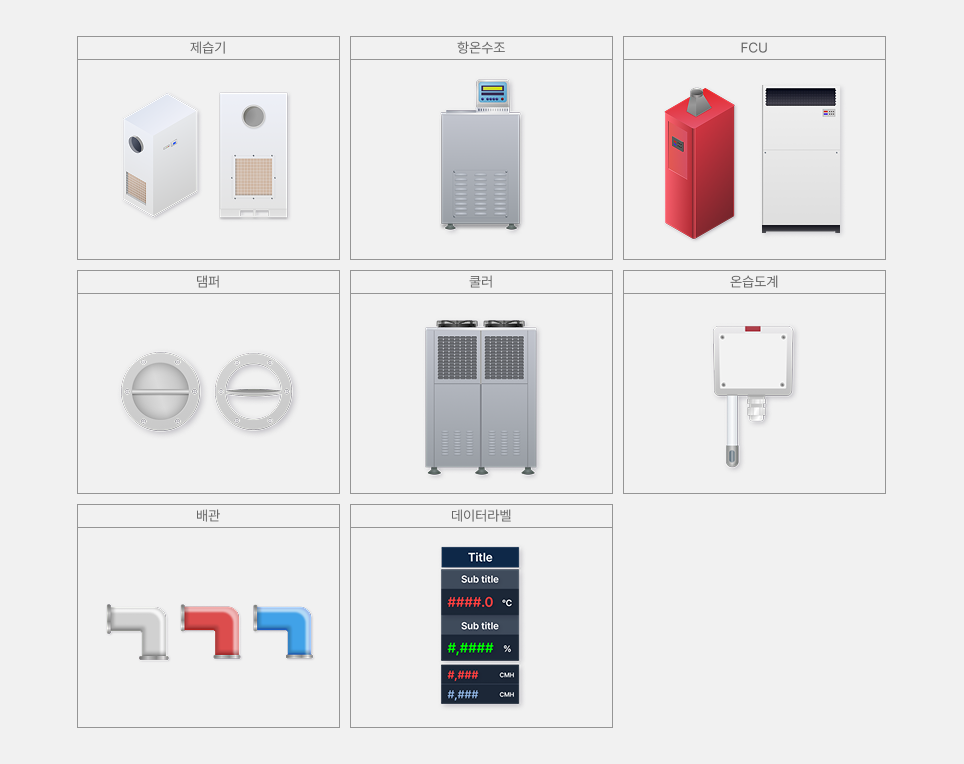 제습기
항온수조
FCU
댐퍼
쿨러
온습도계
배관
데이터라벨
Title
Sub title
####.0 °C
Sub title
#,#### %
#,### CMH
#,### CMH